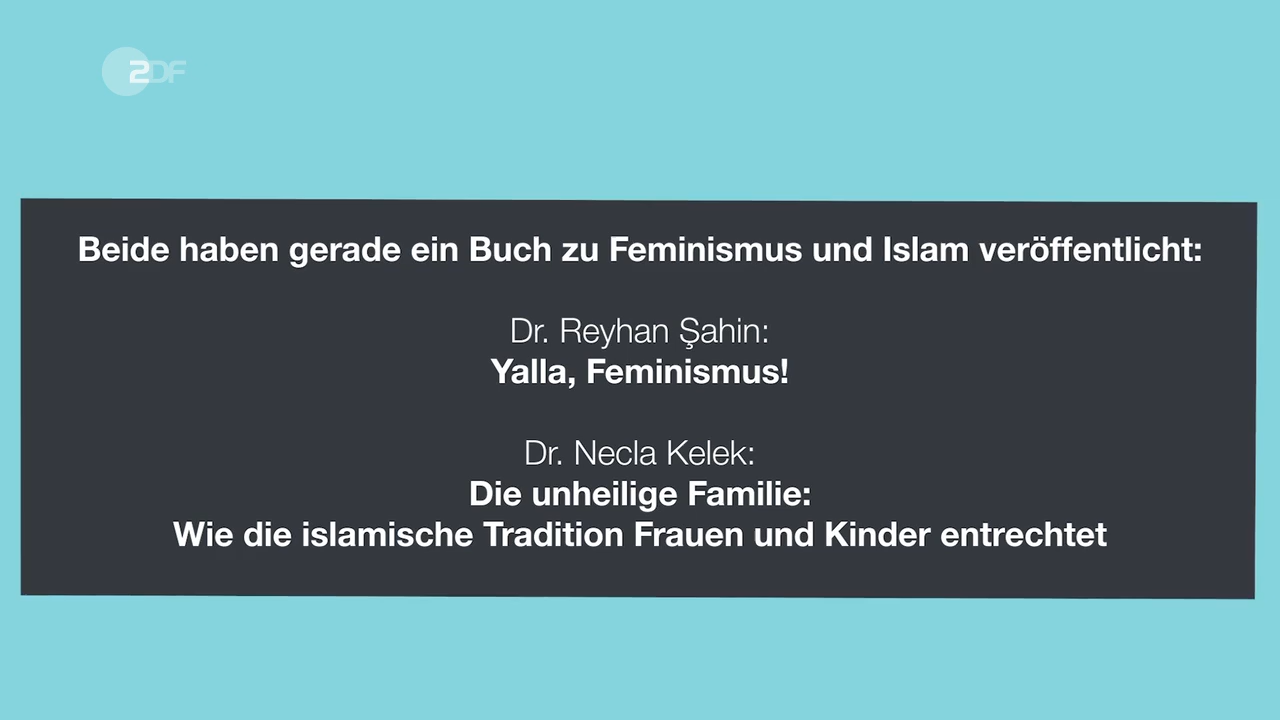 ZDF
Beide haben gerade ein Buch zu Feminismus und Islam veröffentlicht:
Dr. Reyhan Şahin:
Yalla, Feminismus!
Dr. Necla Kelek:
Die unheilige Familie:
Wie die islamische Tradition Frauen und Kinder entrechtet